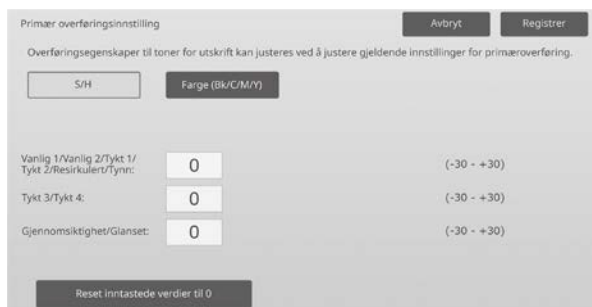 Primær overføringsinnstilling
Avbryt
Registrer
Overføringsegenskaper til toner for utskrift kan justeres ved å justere gjeldende innstillinger for primæroverføring.
S/H
Farge (Bk/C/M/Y)
Vanlig 1/Vanlig 2/Tykt 1/
Tykt 2/Resirkulert/Tynn:
0
(-30 - +30)
Tykt 3/Tykt 4:
0
(-30 - +30)
Gjennomsiktighet/Glanset:
0
(-30 - +30)
Reset inntastede verdier til 0